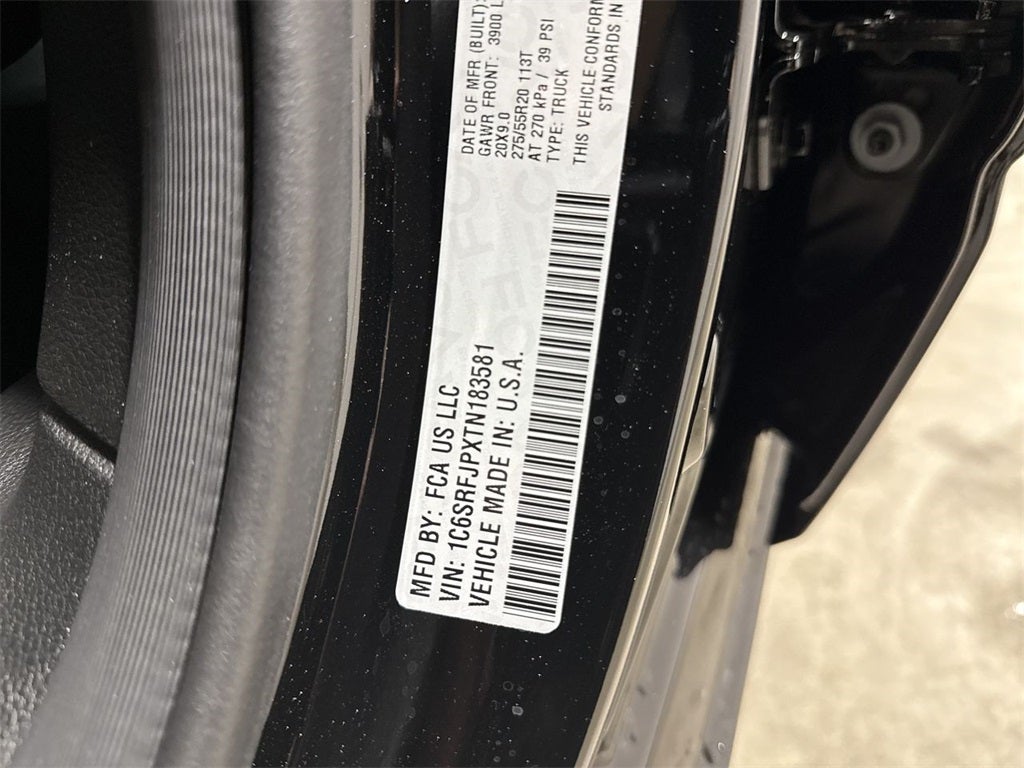 MFD BY: FCA US LLC
VIN: 1C6SRFJPXTN183581
VEHICLE MADE IN: U.S.A.
DATE OF MFR (BUILT):
GAWR FRONT: 3900 L
20X9.0
275/55R20 113T
AT 270 kPa / 39 PSI
TYPE: TRUCK
THIS VEHICLE CONFORM
STANDARDS IN